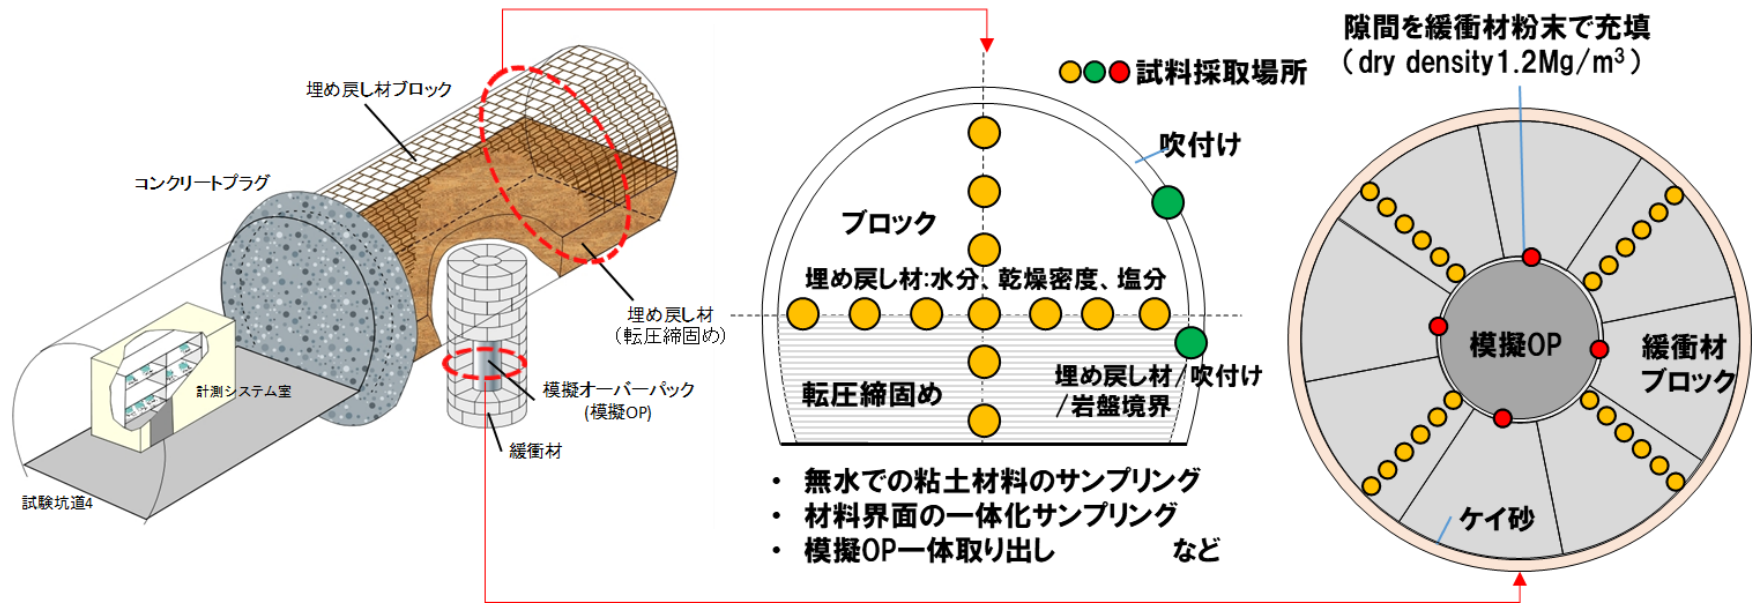 埋め戻し材ブロック
コンクリートプラグ
計測システム室
試験坑道4
埋め戻し材
（転圧締固め）
模擬オーバーパック
(模擬OP)
緩衝材
試料採取場所
吹付け
ブロック
埋め戻し材:水分、乾燥密度、塩分
転圧締固め
埋め戻し材/吹付け
/岩盤境界
・ 無水での粘土材料のサンプリング
・ 材料界面の一体化サンプリング
・ 模擬OP一体取り出し など
隙間を緩衝材粉末で充填
（dry density1.2Mg/m³）
模擬OP
緩衝材
ブロック
ケイ砂